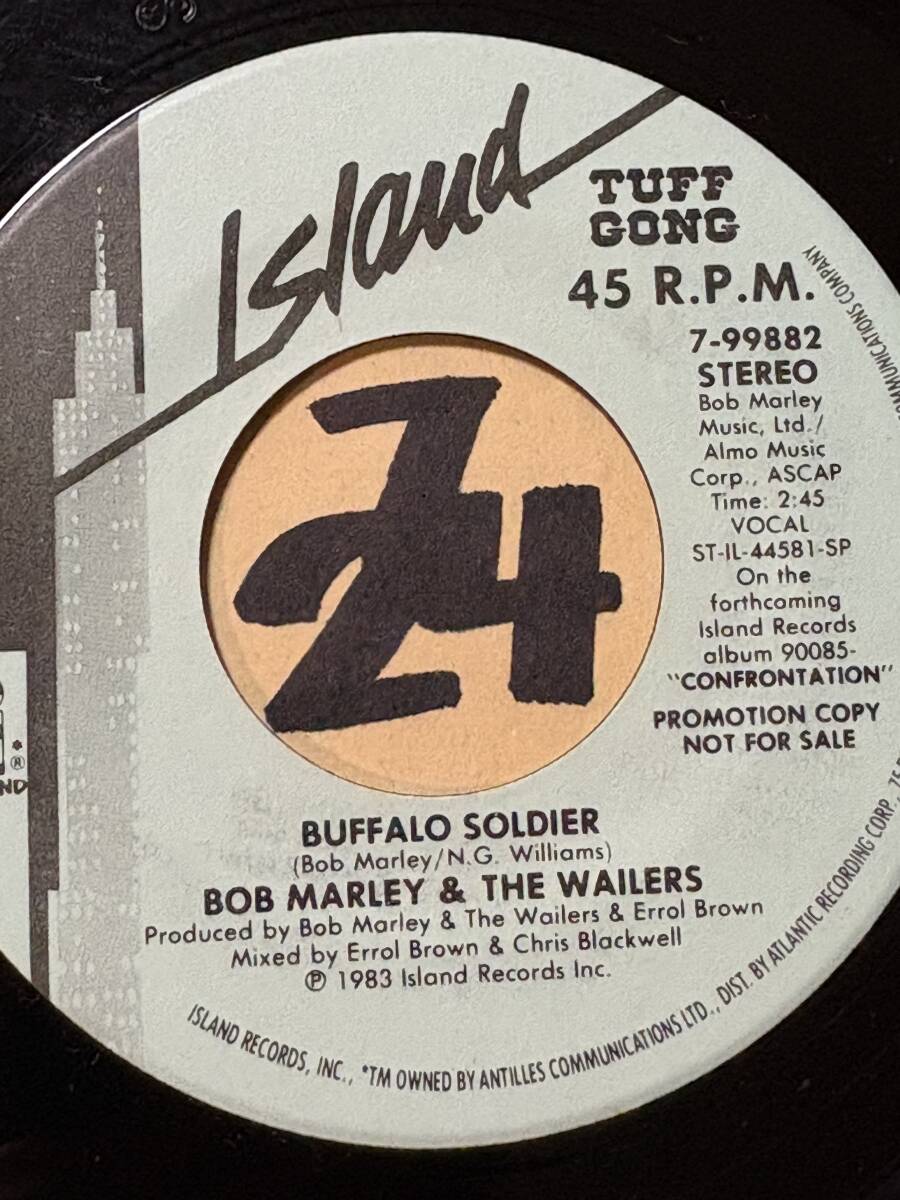 Island
TUFF
GONG
45 R.P.M.
7-99882
STEREO
Bob Marley
Music, Ltd./
Almo Music
Corp., ASCAP
Time: 2:45
VOCAL
ST-IL-44581-SP
On the
forthcoming
Island Records
album 90085-
"CONFRONTATION"
PROMOTION COPY
NOT FOR SALE
BUFFALO SOLDIER
(Bob Marley/N.G. Williams)
BOB MARLEY & THE WAILERS
Produced by Bob Marley & The Wailers & Errol Brown
Mixed by Errol Brown & Chris Blackwell
℗ 1983 Island Records Inc.
ISLAND RECORDS, INC., *TM OWNED BY ANTILLES COMMUNICATIONS LTD., DIST. BY ATLANTIC RECORDING CORP., 75
COMMUNICATIONS COMPANY